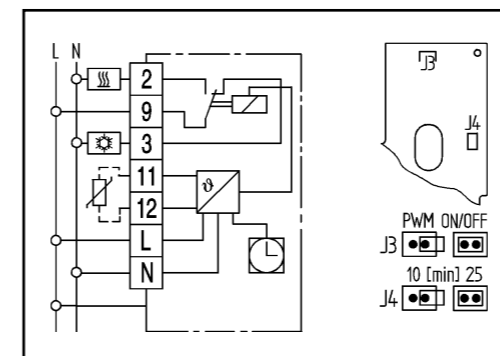 L N
2
9
3
11
12
L
N
ϑ
J3
J4
PWM ON/OFF
J3
10 [min] 25
J4